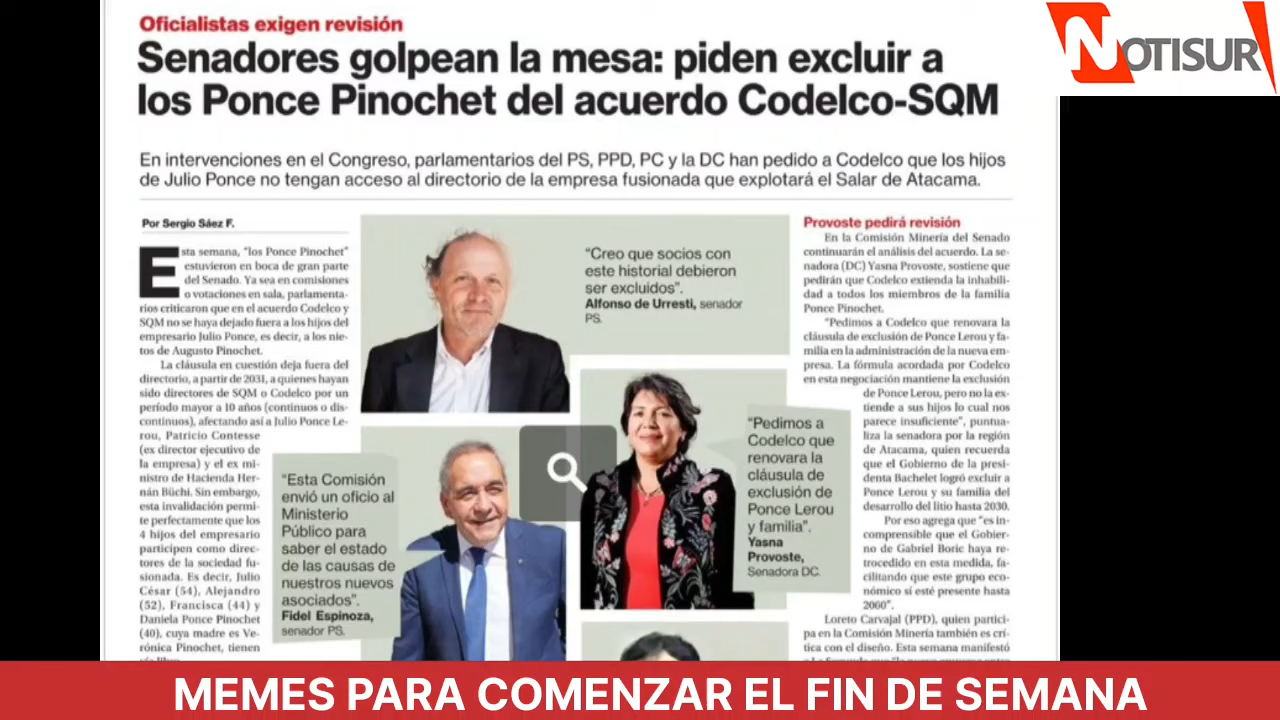 Oficialistas exigen revisión
Senadores golpean la mesa: piden excluir a
los Ponce Pinochet del acuerdo Codelco-SQM
NOTISUR
En intervenciones en el Congreso, parlamentarios del PS, PPD, PC y la DC han pedido a Codelco que los hijos
de Julio Ponce no tengan acceso al directorio de la empresa fusionada que explotará el Salar de Atacama.
Por Sergio Sáez F.
Esta semana, "los Ponce Pinochet"
estuvieron en boca de gran parte
del Senado. Ya sea en comisiones
o votaciones en sala, parlamenta-
rios criticaron que en el acuerdo Codelco y
SQM no se haya dejado fuera a los hijos del
empresario Julio Ponce, es decir, a los nie-
tos de Augusto Pinochet.
La cláusula en cuestión deja fuera del
directorio, a partir de 2031, a quienes hayan
sido directores de SQM o Codelco por un
período mayor a 10 años (continuos o dis-
continuos), afectando así a Julio Ponce Le-
rou, Patricio Contesse
(ex director ejecutivo de
la empresa) y el ex mi-
nistro de Hacienda Her-
nán Büchi. Sin embargo,
esta invalidación permi-
te perfectamente que los
4 hijos del empresario
participen como direc-
tores de la sociedad fu-
sionada. Es decir, Julio
César (54), Alejandro
(52), Francisca (44) y
Daniela Ponce Pinochet
(40), cuya madre es Ve-
rónica Pinochet, tienen
"Creo que socios con
este historial debieron
ser excluidos".
Alfonso de Urresti, senador
PS.
"Esta Comisión
envió un oficio al
Ministerio
Público para
saber el estado
de las causas de
nuestros nuevos
asociados".
Fidel Espinoza,
senador PS.
"Pedimos a
Codelco que
renovara la
cláusula de
exclusión de
Ponce Lerou
y familia".
Yasna
Provoste,
Senadora DC.
Provoste pedirá revisión
En la Comisión Minería del Senado
continuarán el análisis del acuerdo. La se-
nadora (DC) Yasna Provoste, sostiene que
pedirán que Codelco extienda la inhabili-
dad a todos los miembros de la familia
Ponce Pinochet.
"Pedimos a Codelco que renovara la
cláusula de exclusión de Ponce Lerou y fa-
milia en la administración de la nueva em-
presa. La fórmula acordada por Codelco
en esta negociación mantiene la exclusión
de Ponce Lerou, pero no la ex-
tiende a sus hijos lo cual nos
parece insuficiente", puntua-
liza la senadora por la región
de Atacama, quien recuerda
que el Gobierno de la presi-
denta Bachelet logró excluir a
Ponce Lerou y su familia del
desarrollo del litio hasta 2030.
Por eso agrega que "es in-
comprensible que el Gobier-
no de Gabriel Boric haya re-
trocedido en esta medida, fa-
cilitando que este grupo eco-
nómico sí esté presente hasta
2060".
Loreto Carvajal (PPD), quien partici-
pa en la Comisión Minería también es crí-
tica con el diseño. Esta semana manifestó
MEMES PARA COMENZAR EL FIN DE SEMANA